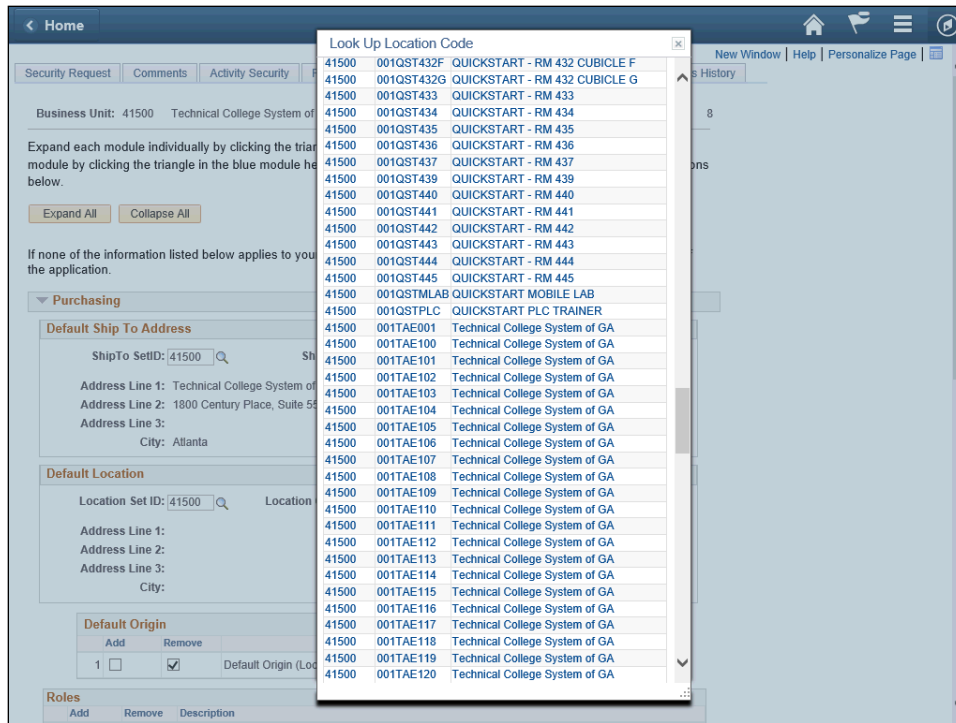 Home
New Window | Help | Personalize Page |
Security Request Comments Activity Security
s History
Business Unit: 41500 Technical College System of
8
Expand each module individually by clicking the trian
module by clicking the triangle in the blue module he
ons
below.
Expand All Collapse All
If none of the information listed below applies to you
the application.
Purchasing
Default Ship To Address
ShipTo SetID: 41500 Sh
Address Line 1: Technical College System of
Address Line 2: 1800 Century Place, Suite 55
Address Line 3:
City: Atlanta
Default Location
Location Set ID: 41500 Location
Address Line 1:
Address Line 2:
Address Line 3:
City:
Default Origin
Add Remove
1 Default Origin (Loc
Roles
Add Remove Description
Look Up Location Code
41500 001QST432F QUICKSTART - RM 432 CUBICLE F
41500 001QST432G QUICKSTART - RM 432 CUBICLE G
41500 001QST433 QUICKSTART - RM 433
41500 001QST434 QUICKSTART - RM 434
41500 001QST435 QUICKSTART - RM 435
41500 001QST436 QUICKSTART - RM 436
41500 001QST437 QUICKSTART - RM 437
41500 001QST439 QUICKSTART - RM 439
41500 001QST440 QUICKSTART - RM 440
41500 001QST441 QUICKSTART - RM 441
41500 001QST442 QUICKSTART - RM 442
41500 001QST443 QUICKSTART - RM 443
41500 001QST444 QUICKSTART - RM 444
41500 001QST445 QUICKSTART - RM 445
41500 001QSTMLAB QUICKSTART MOBILE LAB
41500 001QSTPLC QUICKSTART PLC TRAINER
41500 001TAE001 Technical College System of GA
41500 001TAE100 Technical College System of GA
41500 001TAE101 Technical College System of GA
41500 001TAE102 Technical College System of GA
41500 001TAE103 Technical College System of GA
41500 001TAE104 Technical College System of GA
41500 001TAE105 Technical College System of GA
41500 001TAE106 Technical College System of GA
41500 001TAE107 Technical College System of GA
41500 001TAE108 Technical College System of GA
41500 001TAE109 Technical College System of GA
41500 001TAE110 Technical College System of GA
41500 001TAE111 Technical College System of GA
41500 001TAE112 Technical College System of GA
41500 001TAE113 Technical College System of GA
41500 001TAE114 Technical College System of GA
41500 001TAE115 Technical College System of GA
41500 001TAE116 Technical College System of GA
41500 001TAE117 Technical College System of GA
41500 001TAE118 Technical College System of GA
41500 001TAE119 Technical College System of GA
41500 001TAE120 Technical College System of GA